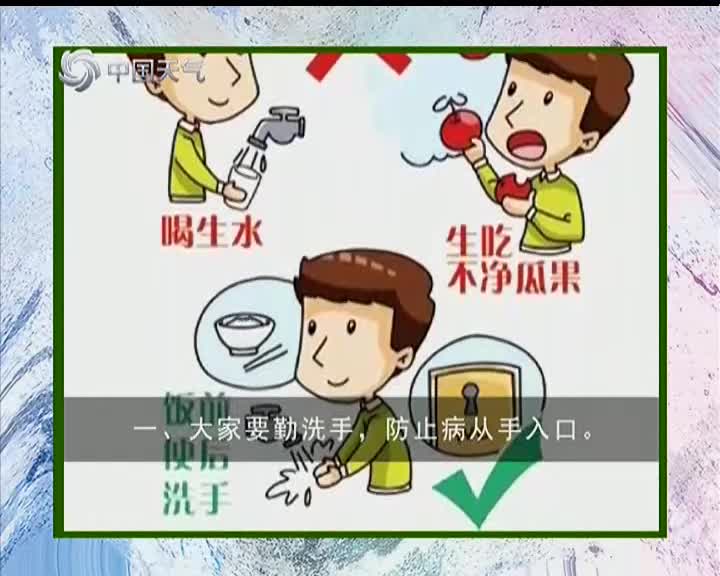 中国天气
喝生水
生吃
不净瓜果
饭前
便后
洗手
一、大家要勤洗手，防止病从手入口。